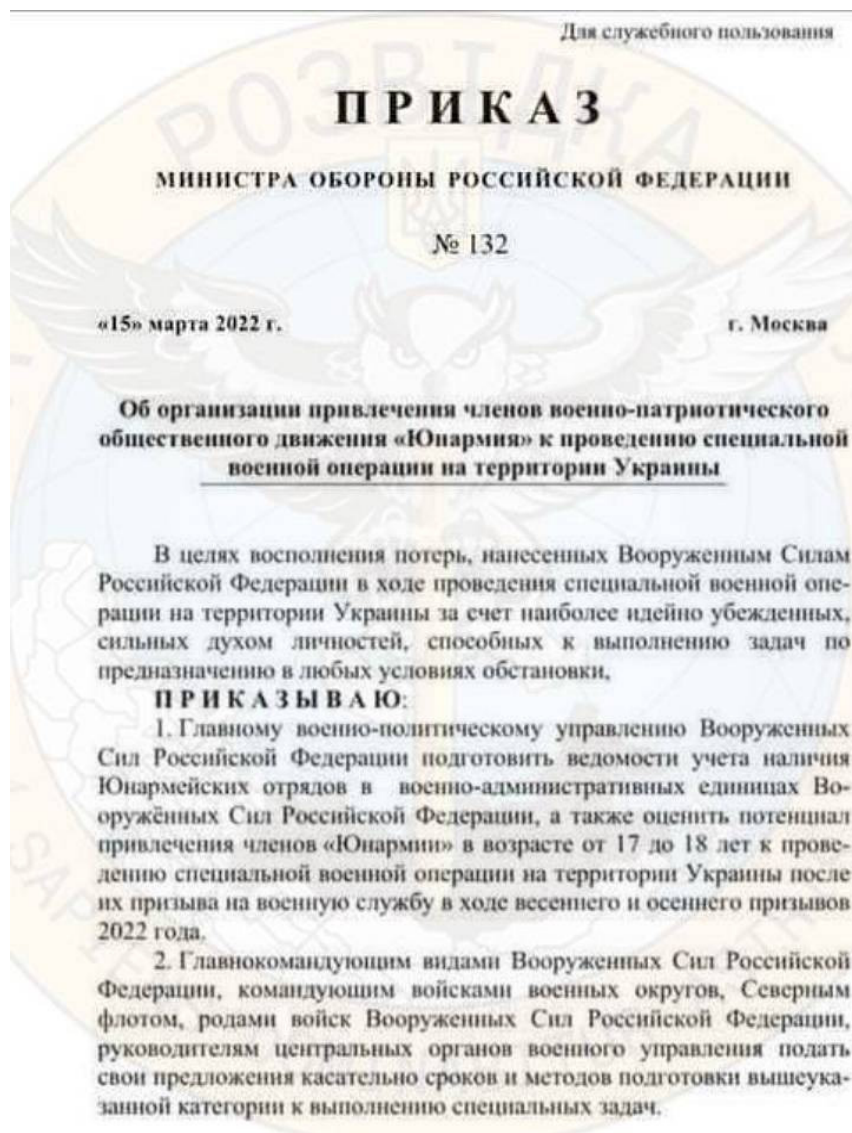 Для служебного пользования
РОЗВІДКА
ПРИКАЗ
МИНИСТРА ОБОРОНЫ РОССИЙСКОЙ ФЕДЕРАЦИИ
№ 132
«15» марта 2022 г. г. Москва
Об организации привлечения членов военно-патриотического
общественного движения «Юнармия» к проведению специальной
военной операции на территории Украины
В целях восполнения потерь, нанесенных Вооруженным Силам
Российской Федерации в ходе проведения специальной военной опе-
рации на территории Украины за счет наиболее идейно убежденных,
сильных духом личностей, способных к выполнению задач по
предназначению в любых условиях обстановки,
ПРИКАЗЫВАЮ:
1. Главному военно-политическому управлению Вооруженных
Сил Российской Федерации подготовить ведомости учета наличия
Юнармейских отрядов в военно-административных единицах Во-
оружённых Сил Российской Федерации, а также оценить потенциал
привлечения членов «Юнармии» в возрасте от 17 до 18 лет к прове-
дению специальной военной операции на территории Украины после
их призыва на военную службу в ходе весеннего и осеннего призывов
2022 года.
2. Главнокомандующим видами Вооруженных Сил Российской
Федерации, командующим войсками военных округов, Северным
флотом, родами войск Вооруженных Сил Российской Федерации,
руководителям центральных органов военного управления подать
свои предложения касательно сроков и методов подготовки вышеука-
занной категории к выполнению специальных задач.